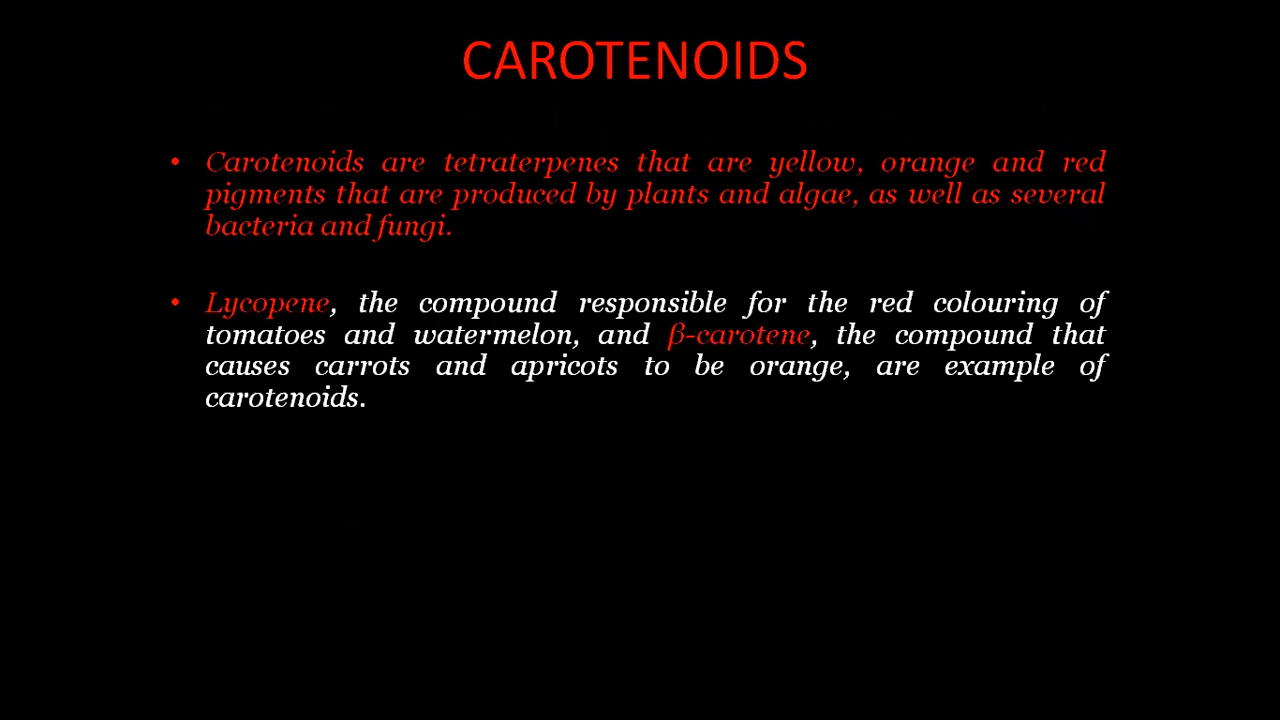 CAROTENOIDS
• Carotenoids are tetraterpenes that are yellow, orange and red
pigments that are produced by plants and algae, as well as several
bacteria and fungi.
• Lycopene, the compound responsible for the red colouring of
tomatoes and watermelon, and β-carotene, the compound that
causes carrots and apricots to be orange, are example of
carotenoids.